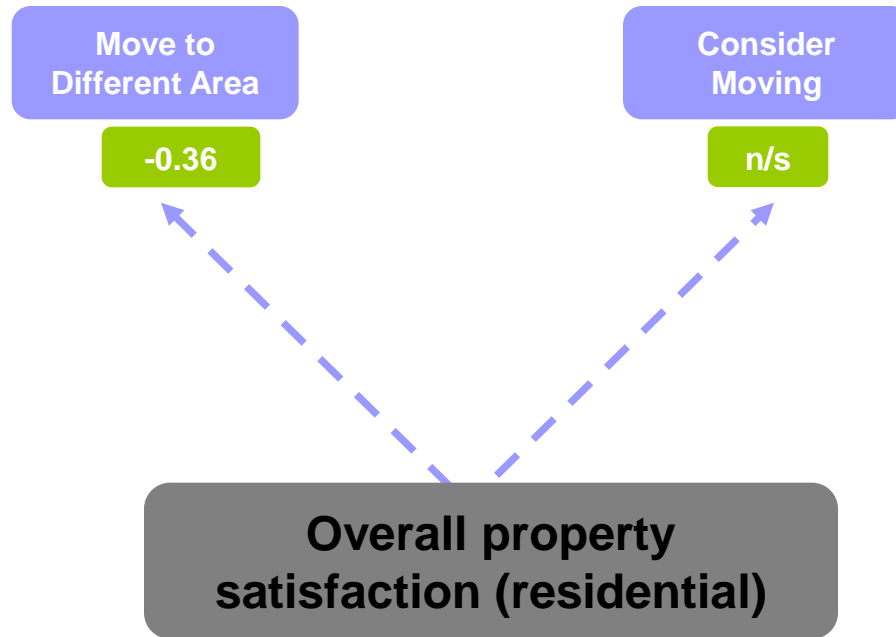 Move to
Different Area
Consider
Moving
-0.36
n/s
Overall property
satisfaction (residential)